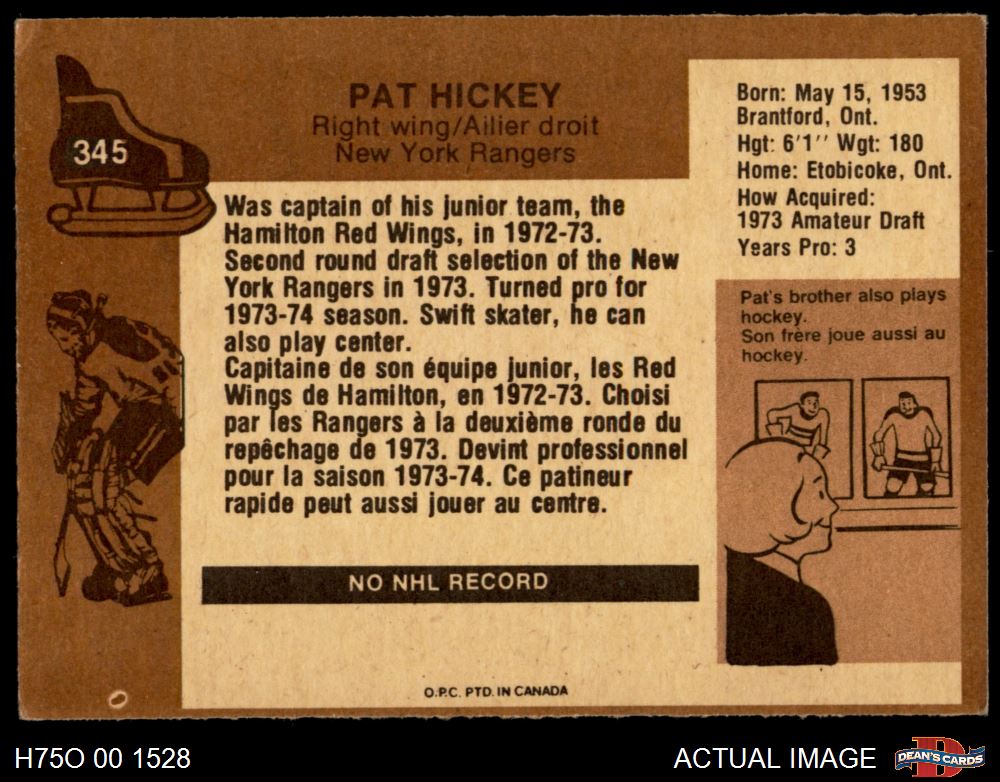 345
PAT HICKEY
Right wing/Ailier droit
New York Rangers
Born: May 15, 1953
Brantford, Ont.
Hgt: 6'1'' Wgt: 180
Home: Etobicoke, Ont.
How Acquired:
1973 Amateur Draft
Years Pro: 3
Was captain of his junior team, the
Hamilton Red Wings, in 1972-73.
Second round draft selection of the New
York Rangers in 1973. Turned pro for
1973-74 season. Swift skater, he can
also play center.
Capitaine de son équipe junior, les Red
Wings de Hamilton, en 1972-73. Choisi
par les Rangers à la deuxième ronde du
repêchage de 1973. Devint professionnel
pour la saison 1973-74. Ce patineur
rapide peut aussi jouer au centre.
Pat's brother also plays
hockey.
Son frère joue aussi au
hockey.
NO NHL RECORD
O.P.C. PTD. IN CANADA
H75O 00 1528
ACTUAL IMAGE
D
DEAN'S CARDS